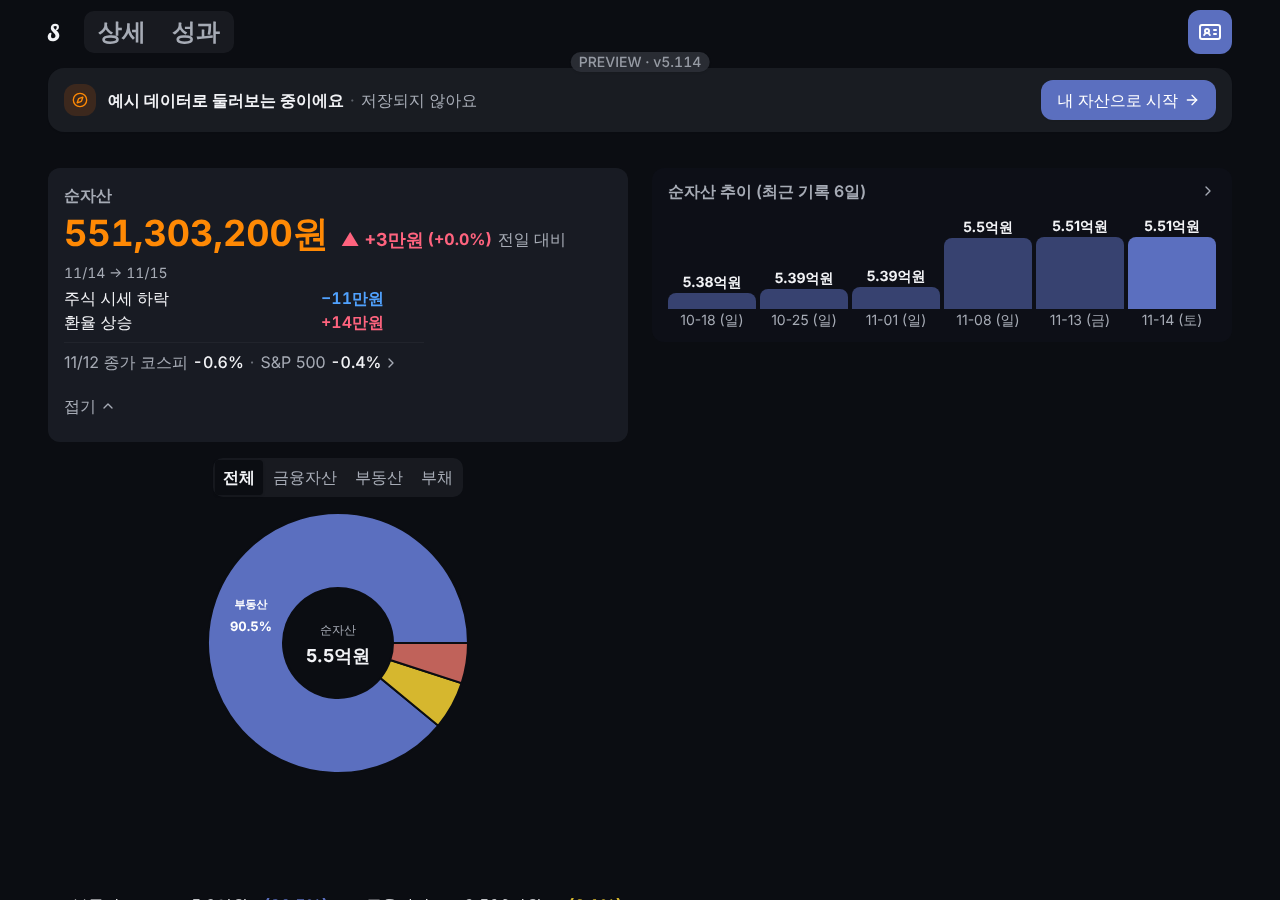 S
상세 성과
PREVIEW · v5.114
예시 데이터로 둘러보는 중이에요 · 저장되지 않아요
내 자산으로 시작 →
순자산
551,303,200원 ▲ +3만원 (+0.0%) 전일 대비
11/14 → 11/15
주식 시세 하락 −11만원
환율 상승 +14만원
11/12 종가 코스피 -0.6% · S&P 500 -0.4%
접기
순자산 추이 (최근 기록 6일)
5.38억원 5.39억원 5.39억원 5.5억원 5.51억원 5.51억원
10-18 (일) 10-25 (일) 11-01 (일) 11-08 (일) 11-13 (금) 11-14 (토)
전체 금융자산 부동산 부채
부동산
90.5%
순자산
5.5억원